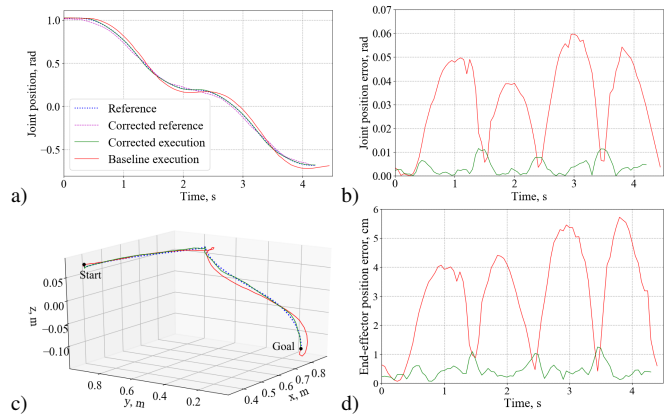 a)
Joint position, rad
1.0
0.5
0.0
−0.5
Reference
Corrected reference
Corrected execution
Baseline execution
0
1
2
3
4
Time, s
b)
Joint position error, rad
0.07
0.06
0.05
0.04
0.03
0.02
0.01
0.00
0
1
2
3
4
Time, s
c)
z, m
0.05
0.00
−0.05
−0.10
Start
Goal
0.8
0.6
0.4
0.2
y, m
0.4
0.5
0.6
0.7
0.8
x, m
d)
End-effector position error, cm
6
5
4
3
2
1
0
0
1
2
3
4
Time, s